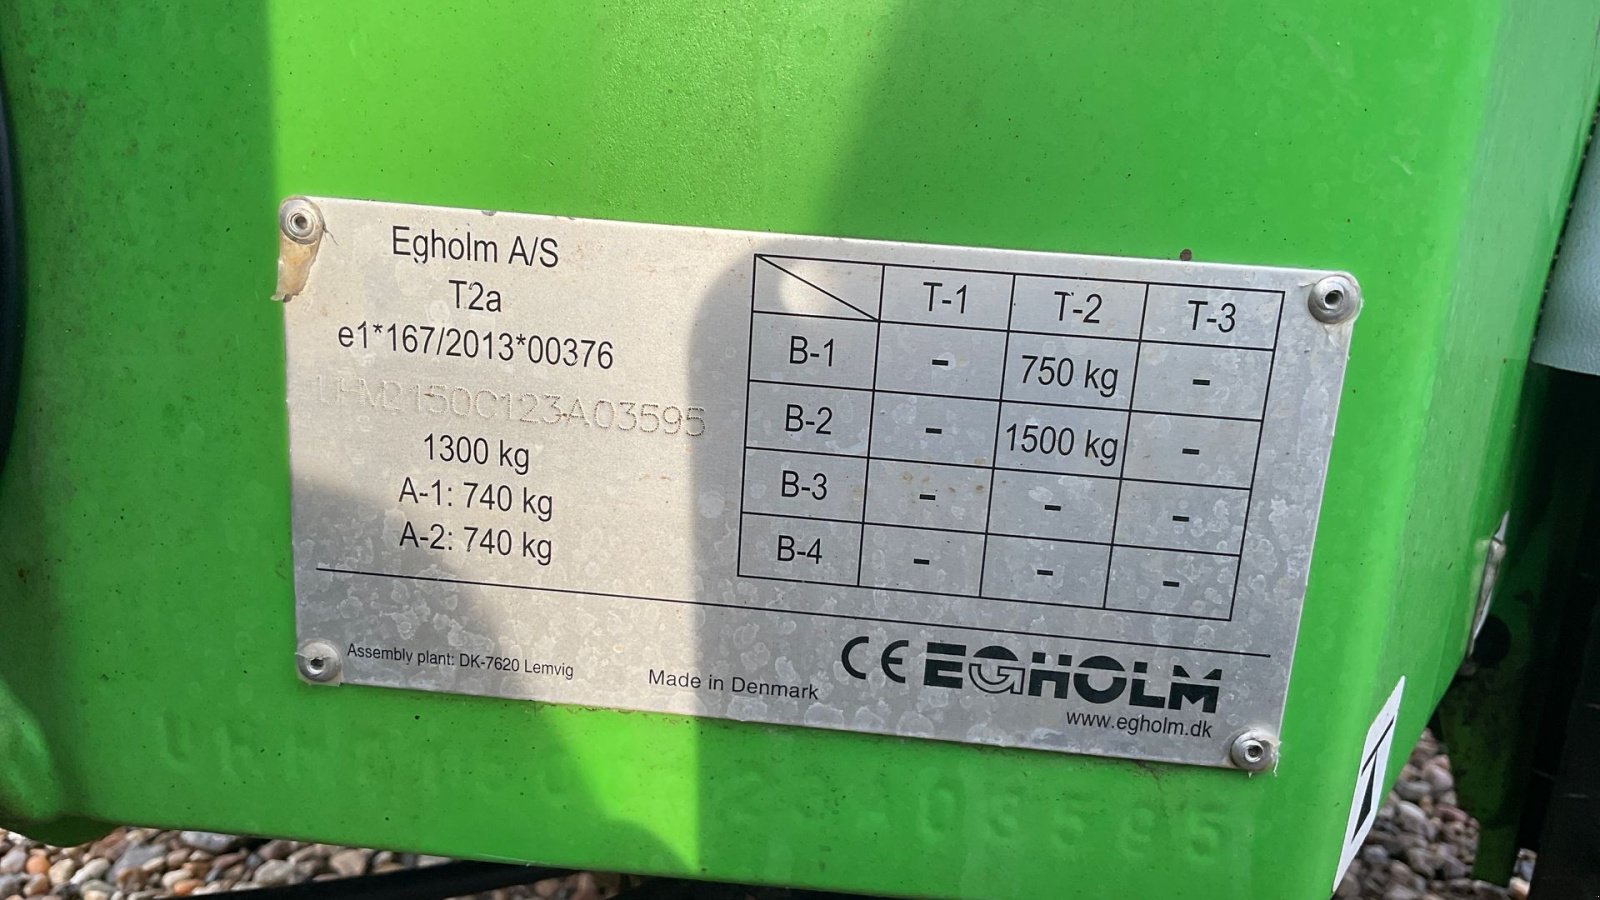 Egholm A/S
T2a
e1*167/2013*00376
1300 kg
A-1: 740 kg
A-2: 740 kg
T-1 T-2 T-3
B-1 - 750 kg -
B-2 - 1500 kg -
B-3 - - -
B-4 - - -
Assembly plant: DK-7620 Lemvig
Made in Denmark
CE EGHOLM
www.egholm.dk